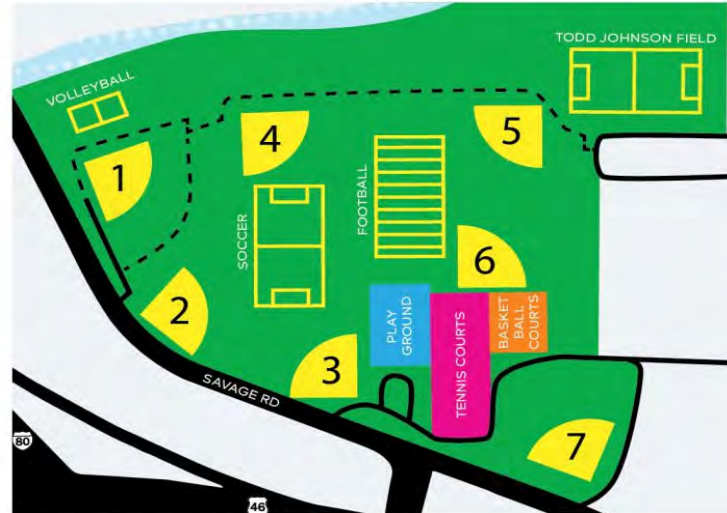 TODD JOHNSON FIELD
VOLLEYBALL
1
4
5
SOCCER
FOOTBALL
6
2
PLAY
GROUND
TENNIS COURTS
BASKET
BALL
COURTS
3
SAVAGE RD
7
80
46